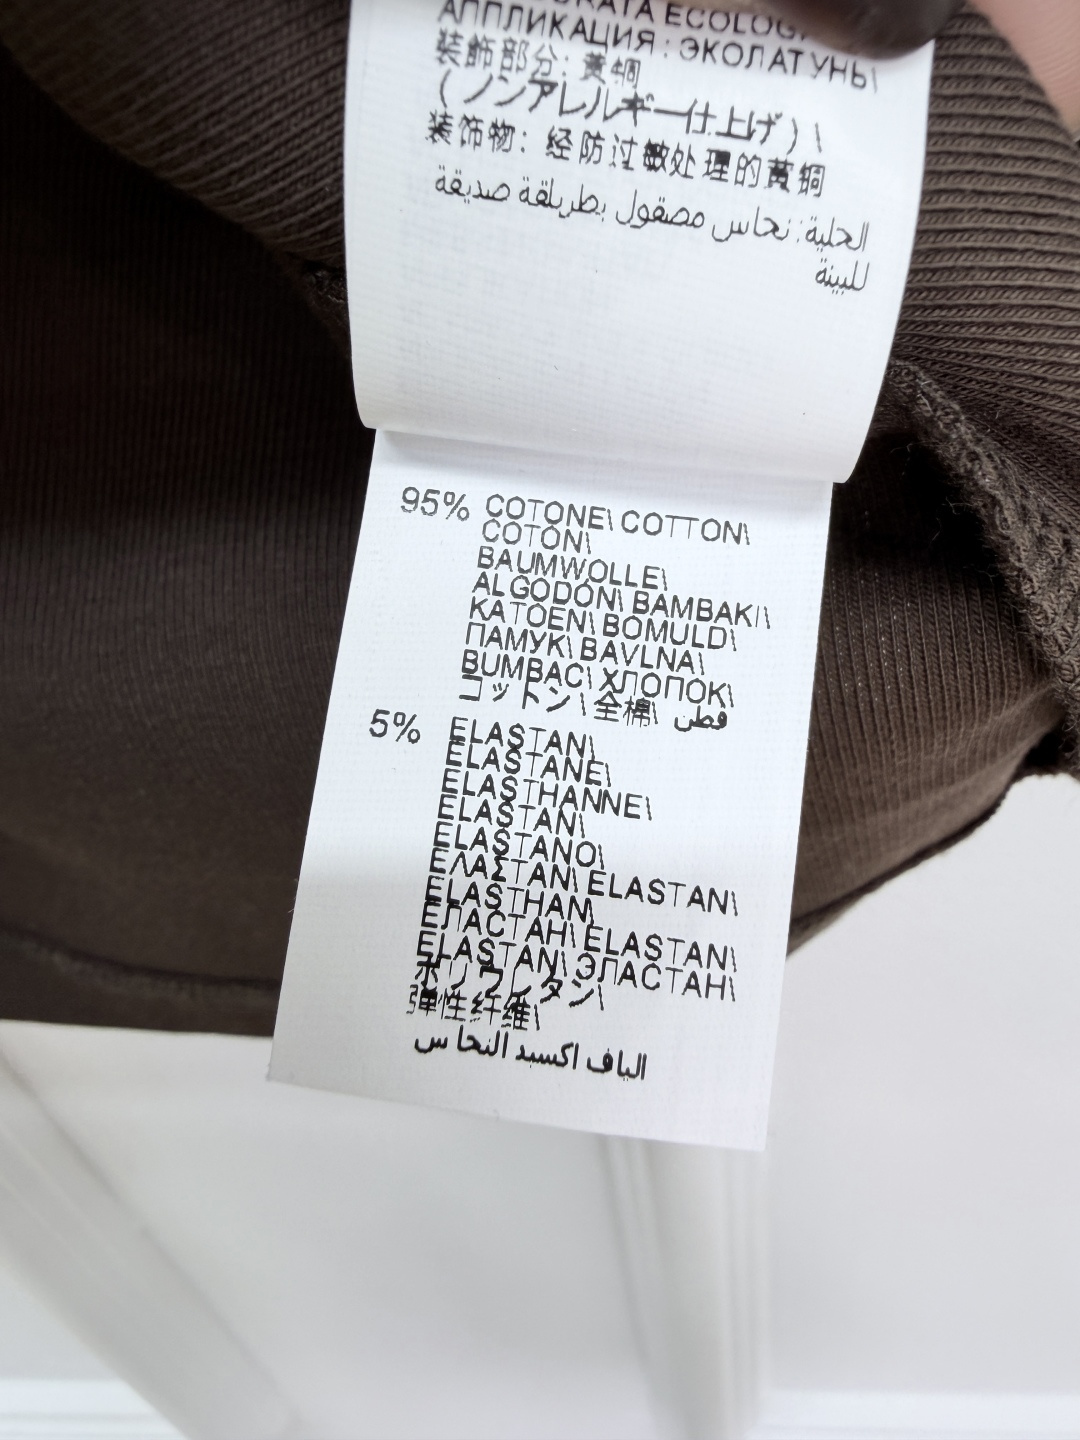 АППЛИКАЦИЯ : ЭКОЛАТУНЬ\
装飾部分: 黄铜
(ノンアレルギー仕上げ)\
装饰物: 经防过敏处理的黄铜
الحلية: نحاس مصقول بطريقة صديقة
للبينة
95% COTONE\ COTTON\
COTON\
BAUMWOLLE\
ALGODÓN\ BAMBAKI\
KATOEN\ BOMULD\
ПАМУК\ BAVLNA\
BUMBAC\ ХЛОПОК\
コットン\ 全棉\ قطن
5% ELASTAN\
ELASTANE\
ELASTHANNE\
ELASTAN\
ELASTANO\
ΕΛΑΣΤΑΝ\ ELASTAN\
ELASTHAN\
ЕЛАСТАН\ ELASTAN\
ELASTAN\ ЭЛАСТАН\
ポリウレタン\
弹性纤维\
الياف اكسيد النحاس